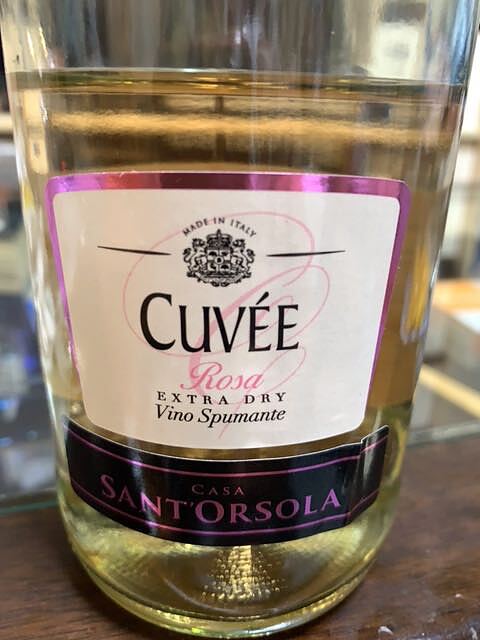 MADE IN ITALY
CUVÉE
Rosa
EXTRA DRY
Vino Spumante
CASA
SANT'ORSOLA